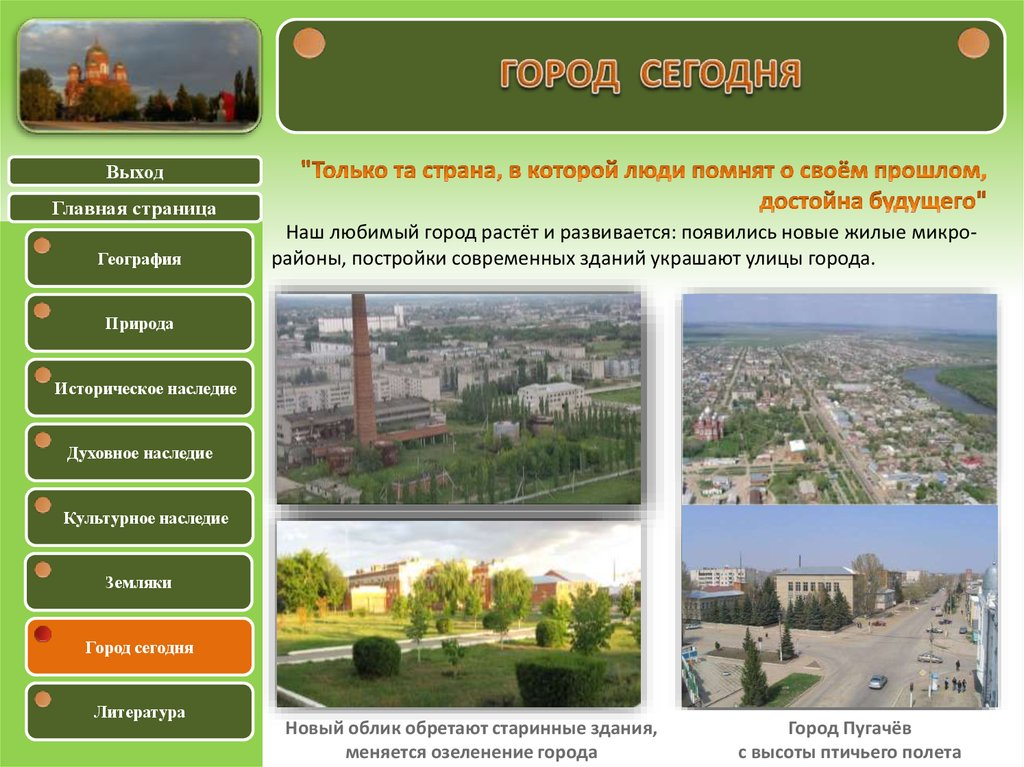 ГОРОД СЕГОДНЯ
Выход
Главная страница
География
Природа
Историческое наследие
Духовное наследие
Культурное наследие
Земляки
Город сегодня
Литература
"Только та страна, в которой люди помнят о своём прошлом,
достойна будущего"
Наш любимый город растёт и развивается: появились новые жилые микро-
районы, постройки современных зданий украшают улицы города.
Новый облик обретают старинные здания,
меняется озеленение города
Город Пугачёв
с высоты птичьего полета